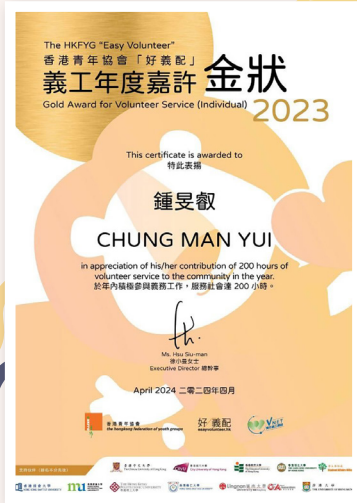 The HKFYG "Easy Volunteer"
香港青年協會「好義配」
義工年度嘉許 金狀
Gold Award for Volunteer Service (Individual) 2023
This certificate is awarded to
特此表揚
鍾旻叡
CHUNG MAN YUI
in appreciation of his/her contribution of 200 hours of
volunteer service to the community in the year.
於年內積極參與義務工作，服務社會達 200 小時。
Ms. Hsu Siu-man
徐小曼女士
Executive Director 總幹事
April 2024 二零二四年四月
香港青年協會
the hongkong federation of youth groups
好義配
easyvolunteer.hk